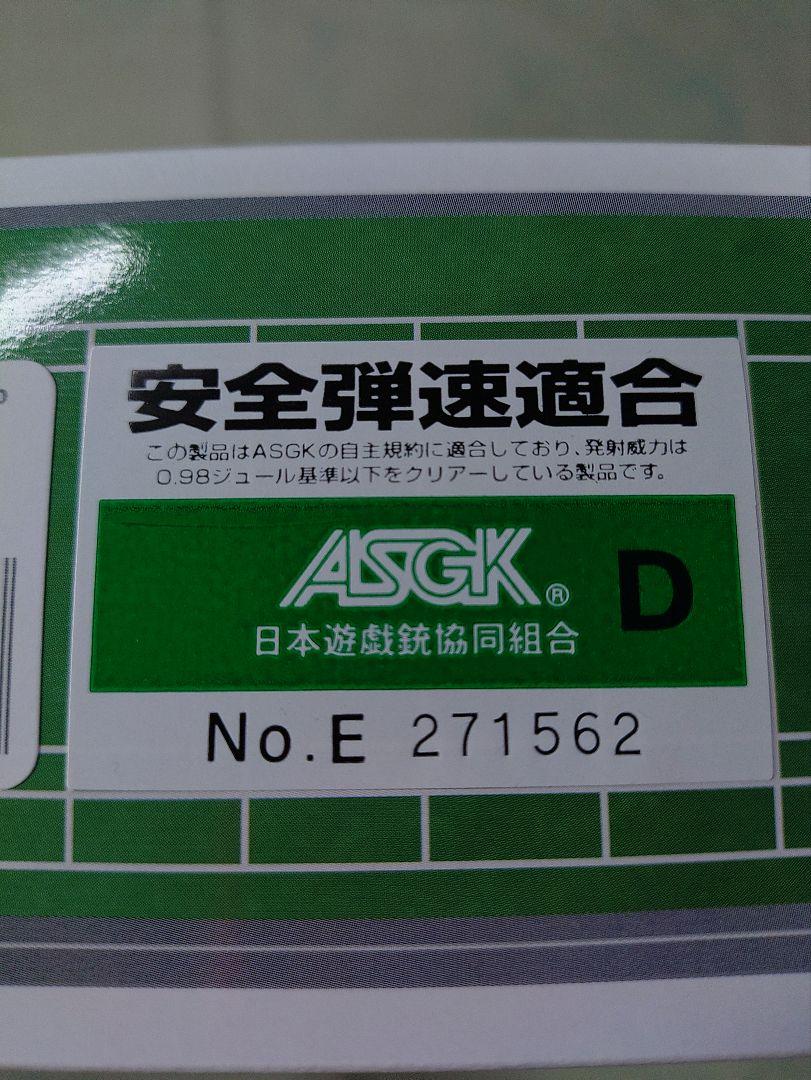 安全弾速適合
この製品はASGKの自主規約に適合しており、発射威力は
0.98ジュール基準以下をクリアーしている製品です。
ASGK®
D
日本遊戯銃協同組合
No.E 271562